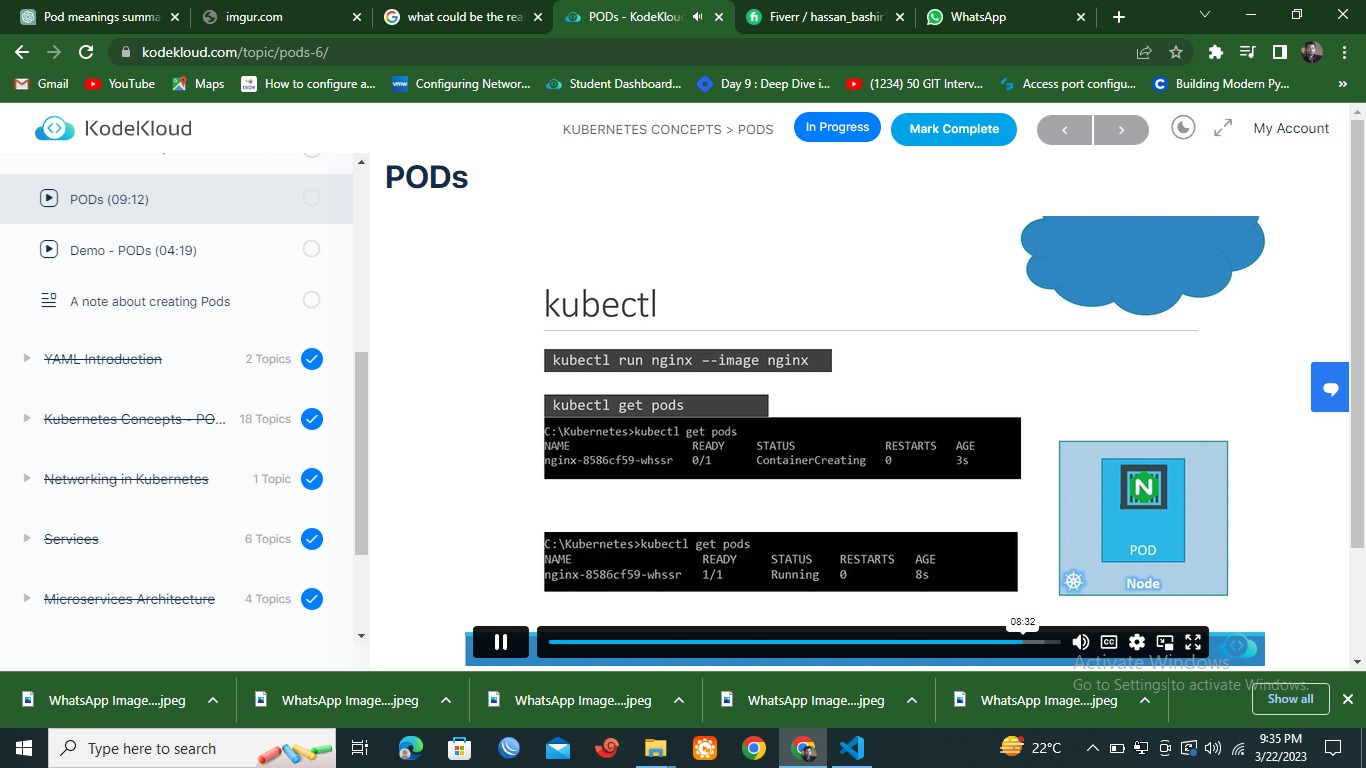 Pod meanings summa
imgur.com
what could be the rea
PODs - KodeKlou
Fiverr / hassan_bashir
WhatsApp
kodekloud.com/topic/pods-6/
Gmail
YouTube
Maps
How to configure a...
Configuring Networ...
Student Dashboard...
Day 9 : Deep Dive i...
(1234) 50 GIT Interv...
Access port configu...
Building Modern Py...
»
KodeKloud
KUBERNETES CONCEPTS > PODS
In Progress
Mark Complete
<
>
My Account
PODs (09:12)
Demo - PODs (04:19)
A note about creating Pods
YAML Introduction
2 Topics
Kubernetes Concepts - PO...
18 Topics
Networking in Kubernetes
1 Topic
Services
6 Topics
Microservices Architecture
4 Topics
PODs
kubectl
kubectl run nginx --image nginx
kubectl get pods
C:\Kubernetes>kubectl get pods
NAME READY STATUS RESTARTS AGE
nginx-8586cf59-whssr 0/1 ContainerCreating 0 3s
C:\Kubernetes>kubectl get pods
NAME READY STATUS RESTARTS AGE
nginx-8586cf59-whssr 1/1 Running 0 8s
N
POD
Node
08:32
CC
Activate Windows
Go to Settings to activate Windows.
WhatsApp Image....jpeg
WhatsApp Image....jpeg
WhatsApp Image....jpeg
WhatsApp Image....jpeg
WhatsApp Image....jpeg
Show all
Type here to search
22°C
9:35 PM
3/22/2023